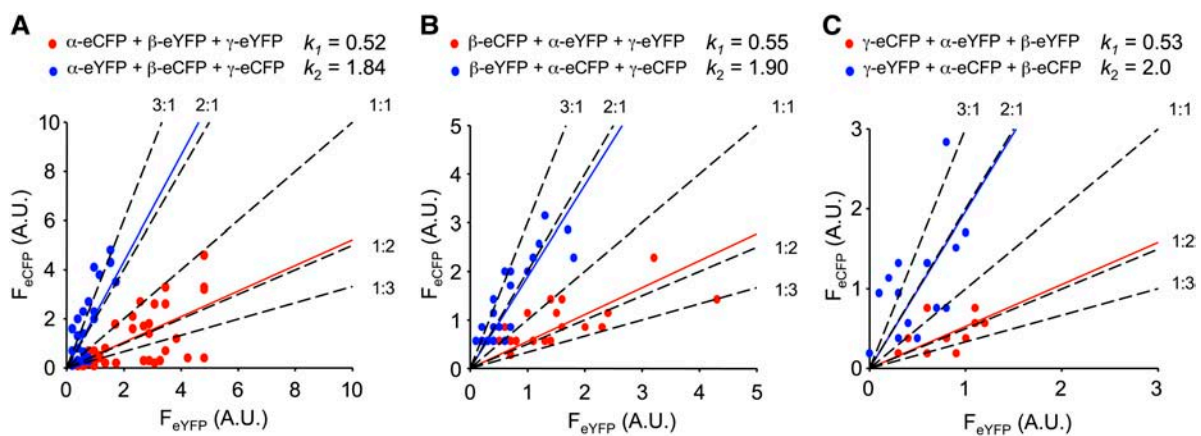 A
α-eCFP + β-eYFP + γ-eYFP k1 = 0.52
α-eYFP + β-eCFP + γ-eCFP k2 = 1.84
3:1 2:1 1:1
10
8
6
4
2
0
FeCFP (A.U.)
1:2
1:3
0 2 4 6 8 10
FeYFP (A.U.)
B
β-eCFP + α-eYFP + γ-eYFP k1 = 0.55
β-eYFP + α-eCFP + γ-eCFP k2 = 1.90
3:1 2:1 1:1
5
4
3
2
1
0
FeCFP (A.U.)
1:2
1:3
0 1 2 3 4 5
FeYFP (A.U.)
C
γ-eCFP + α-eYFP + β-eYFP k1 = 0.53
γ-eYFP + α-eCFP + β-eCFP k2 = 2.0
3:1 2:1 1:1
3
2
1
0
FeCFP (A.U.)
1:2
1:3
0 1 2 3
FeYFP (A.U.)